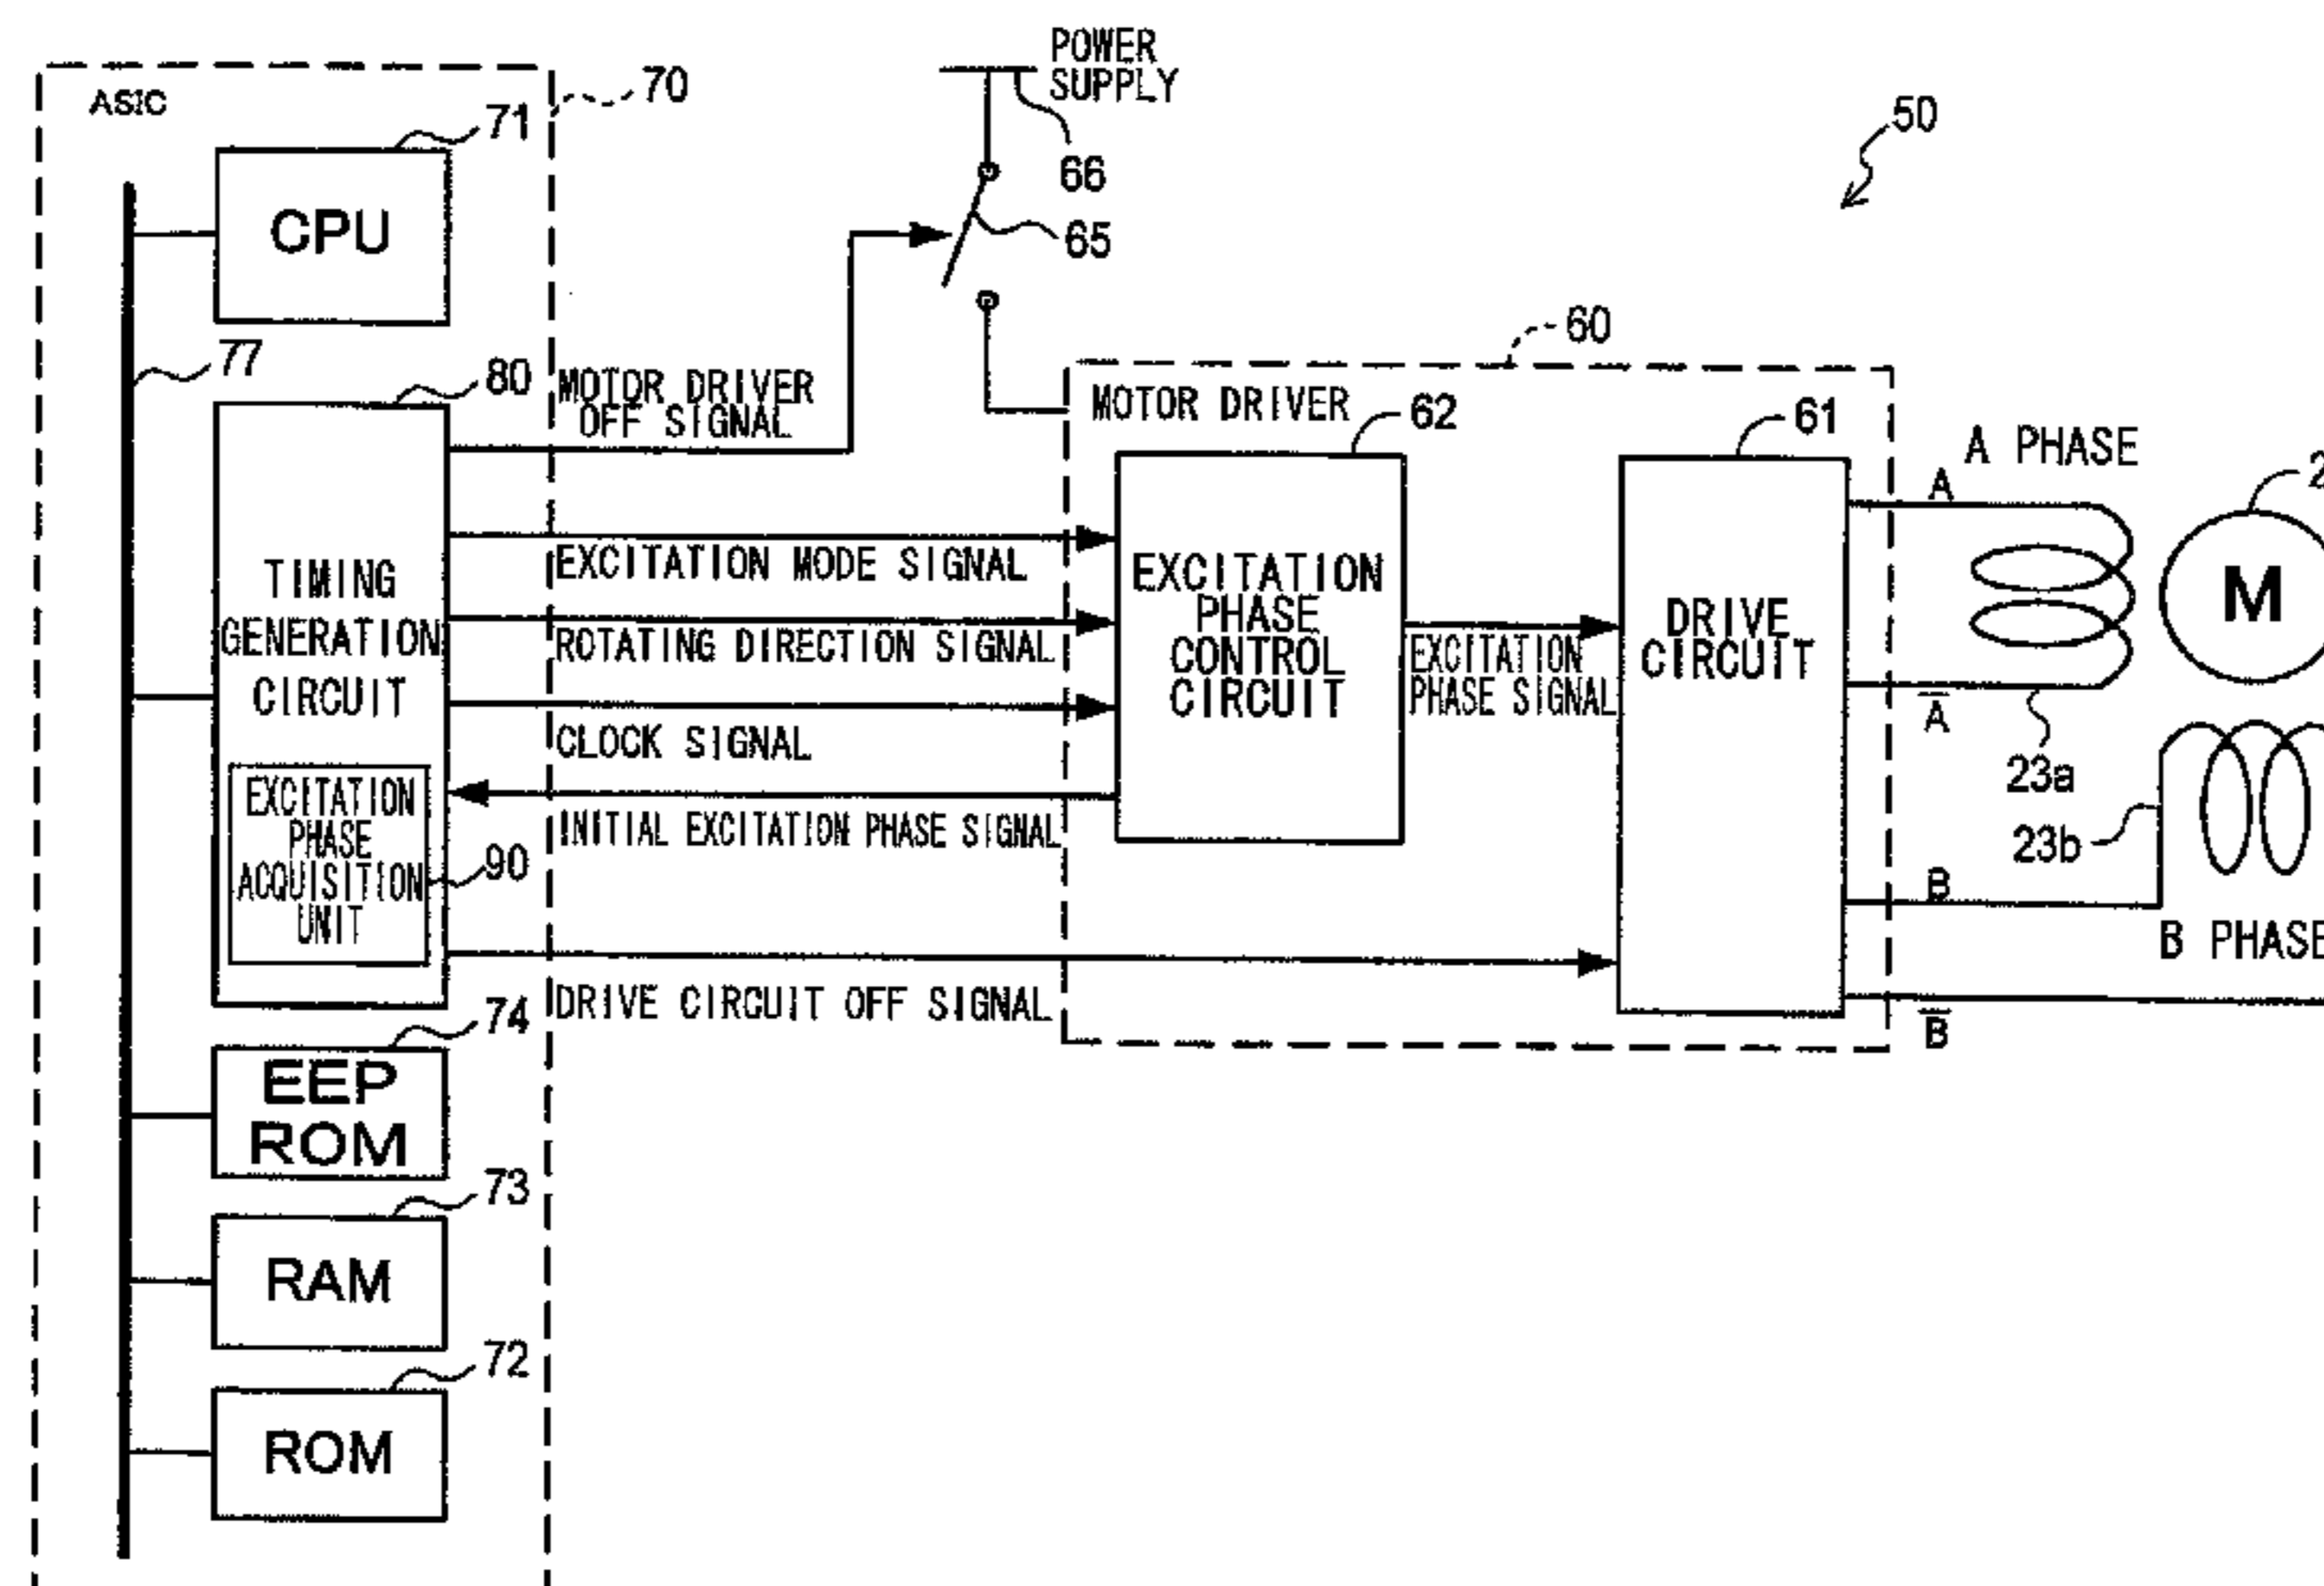 ASIC
70
71
CPU
77
80
TIMING
GENERATION
CIRCUIT
EXCITATION
PHASE
ACQUISITION
UNIT
90
74
EEP
ROM
73
RAM
72
ROM
POWER
SUPPLY
66
65
50
MOTOR DRIVER
OFF SIGNAL
EXCITATION MODE SIGNAL
ROTATING DIRECTION SIGNAL
CLOCK SIGNAL
INITIAL EXCITATION PHASE SIGNAL
DRIVE CIRCUIT OFF SIGNAL
60
MOTOR DRIVER
62
EXCITATION
PHASE
CONTROL
CIRCUIT
EXCITATION
PHASE SIGNAL
61
DRIVE
CIRCUIT
A PHASE
A
A̅
23a
M
23b
B
B PHASE
B̅